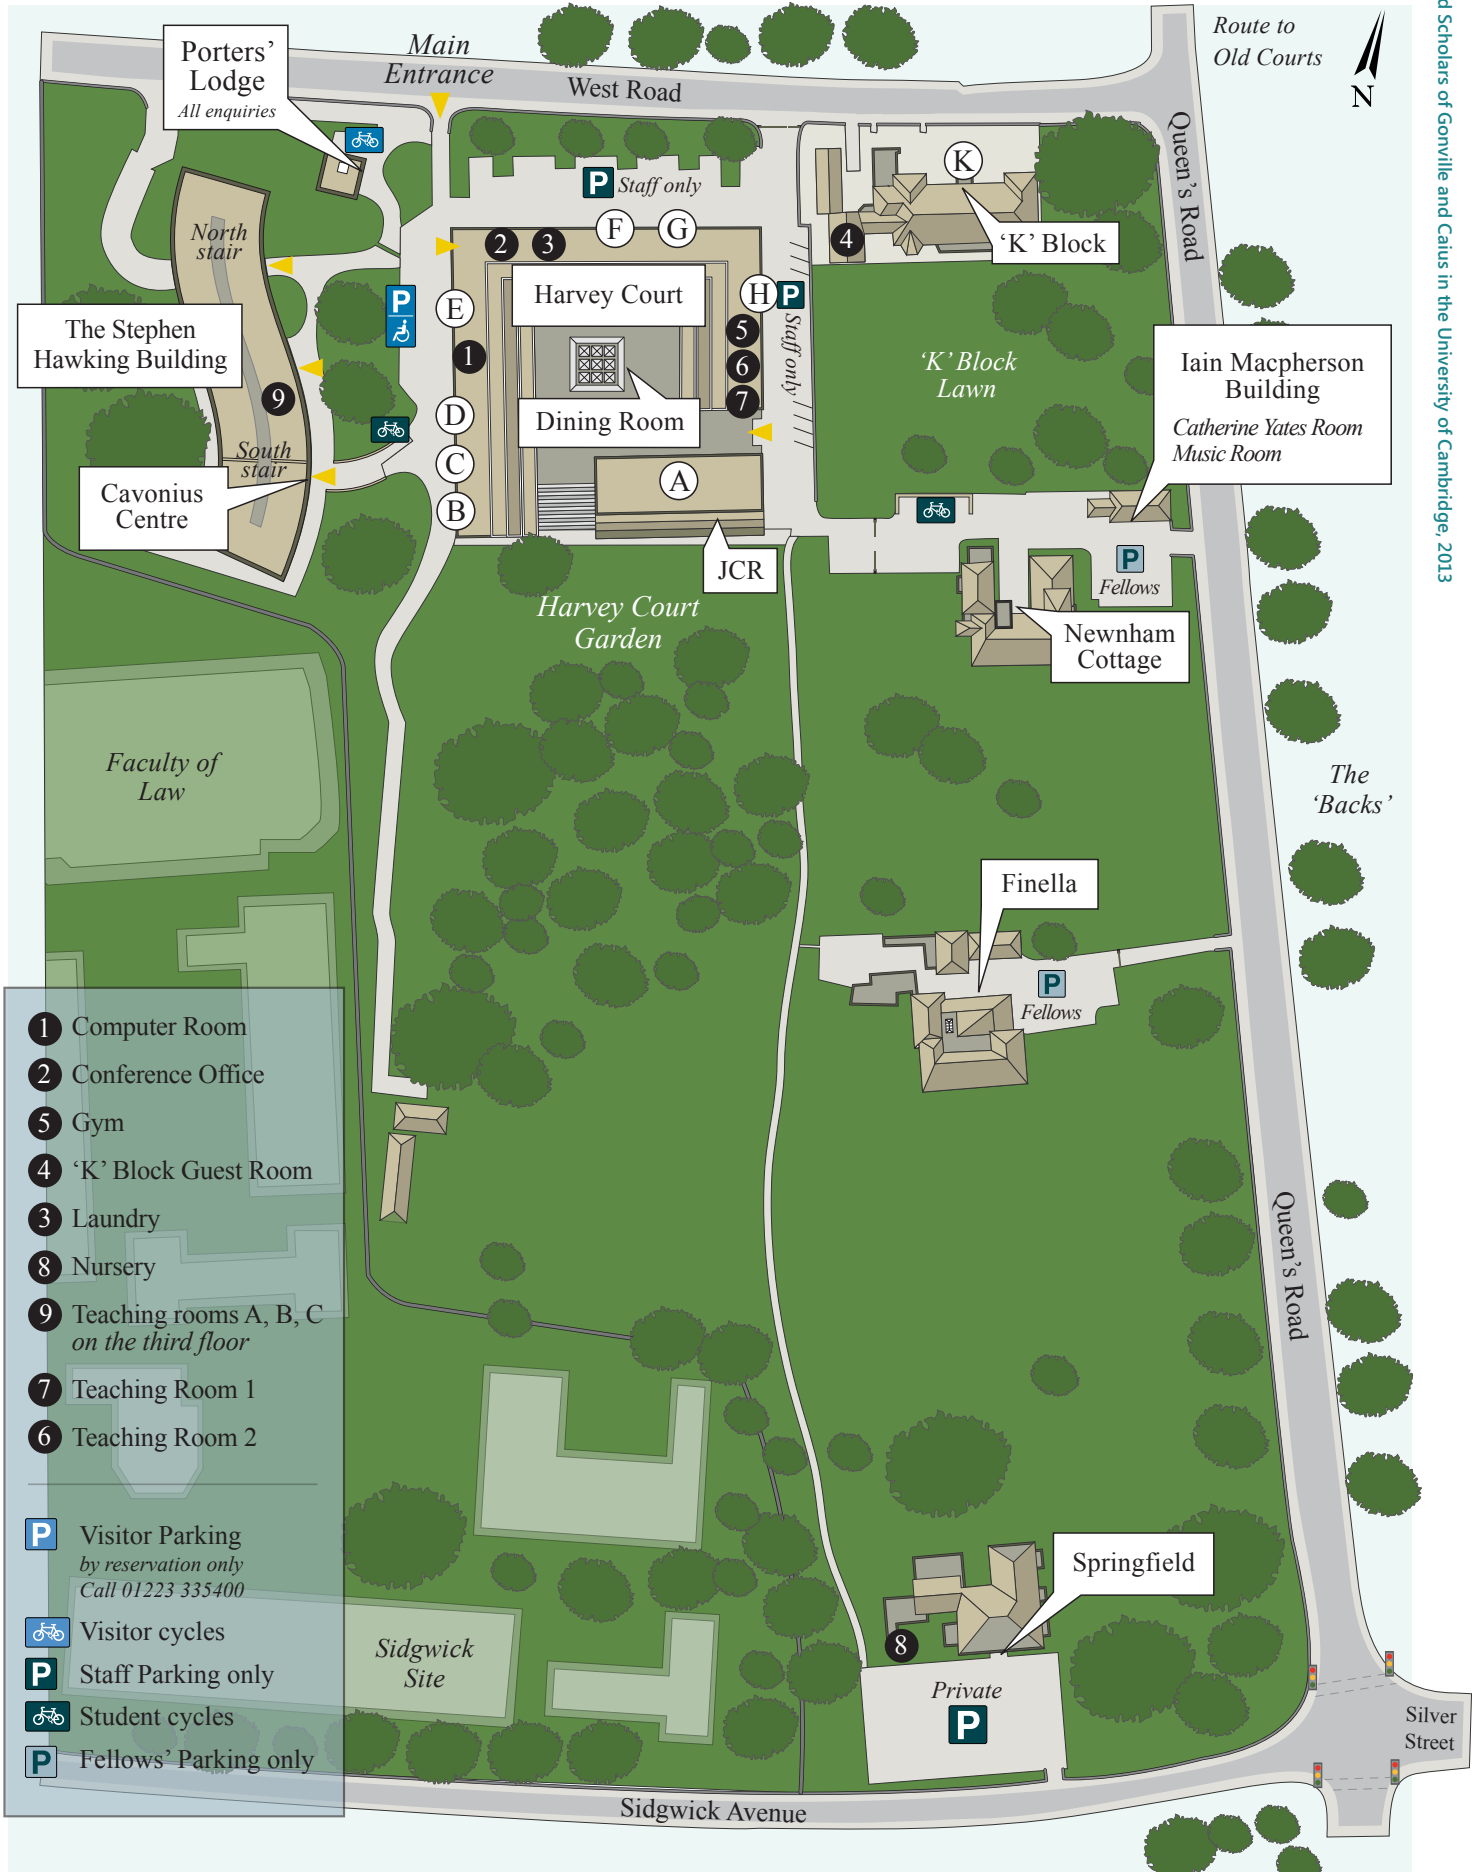 Porters'
Lodge
All enquiries
Main
Entrance
West Road
Route to
Old Courts
N
Queen's Road
d Scholars of Gonville and Caius in the University of Cambridge, 2013
P Staff only
K
'K' Block
4
North
stair
2
3
F
G
Harvey Court
E
H
P
Staff only
P
The Stephen
Hawking Building
1
5
6
7
9
Dining Room
D
C
B
A
South
stair
Cavonius
Centre
JCR
'K' Block
Lawn
Iain Macpherson
Building
Catherine Yates Room
Music Room
P
Fellows
Newnham
Cottage
Harvey Court
Garden
Faculty of
Law
The
'Backs'
Finella
P
Fellows
1 Computer Room
2 Conference Office
5 Gym
4 'K' Block Guest Room
3 Laundry
8 Nursery
9 Teaching rooms A, B, C
on the third floor
7 Teaching Room 1
6 Teaching Room 2
P Visitor Parking
by reservation only
Call 01223 335400
Visitor cycles
P Staff Parking only
Student cycles
P Fellows' Parking only
Queen's Road
Springfield
8
Private
P
Sidgwick
Site
Silver
Street
Sidgwick Avenue